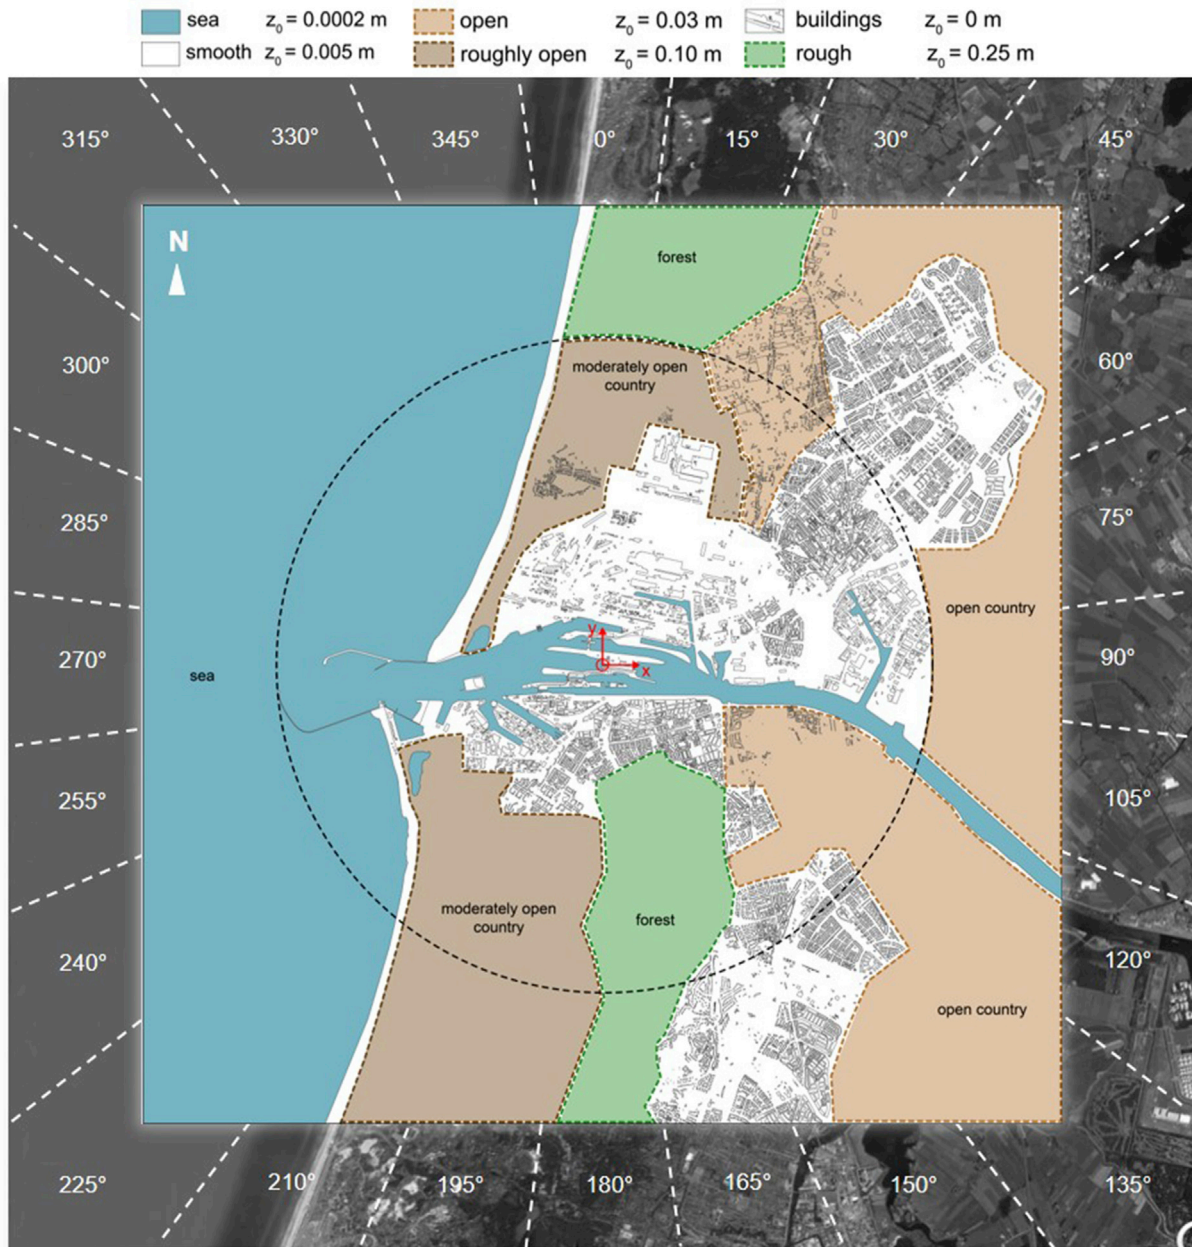 sea z₀ = 0.0002 m open z₀ = 0.03 m buildings z₀ = 0 m
smooth z₀ = 0.005 m roughly open z₀ = 0.10 m rough z₀ = 0.25 m
315° 330° 345° 0° 15° 30° 45°
N
forest
300°
60°
moderately open
country
285°
75°
open country
y
270°
90°
x
sea
255°
105°
moderately open
country
forest
240°
120°
open country
225° 210° 195° 180° 165° 150° 135°